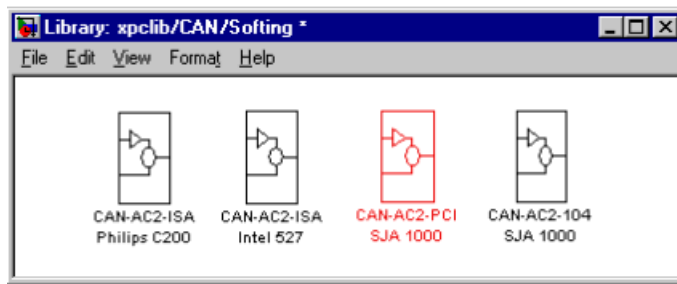 Library: xpclib/CAN/Softing *
File Edit View Format Help
CAN-AC2-ISA CAN-AC2-ISA CAN-AC2-PCI CAN-AC2-104
Philips C200 Intel 527 SJA 1000 SJA 1000